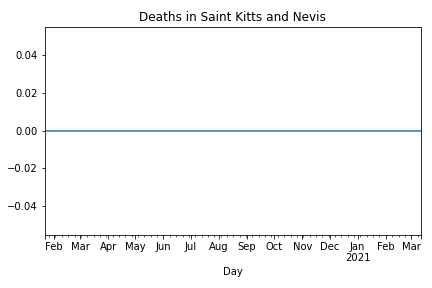 Deaths in Saint Kitts and Nevis
0.04
0.02
0.00
−0.02
−0.04
Feb Mar Apr May Jun Jul Aug Sep Oct Nov Dec Jan Feb Mar
2021
Day